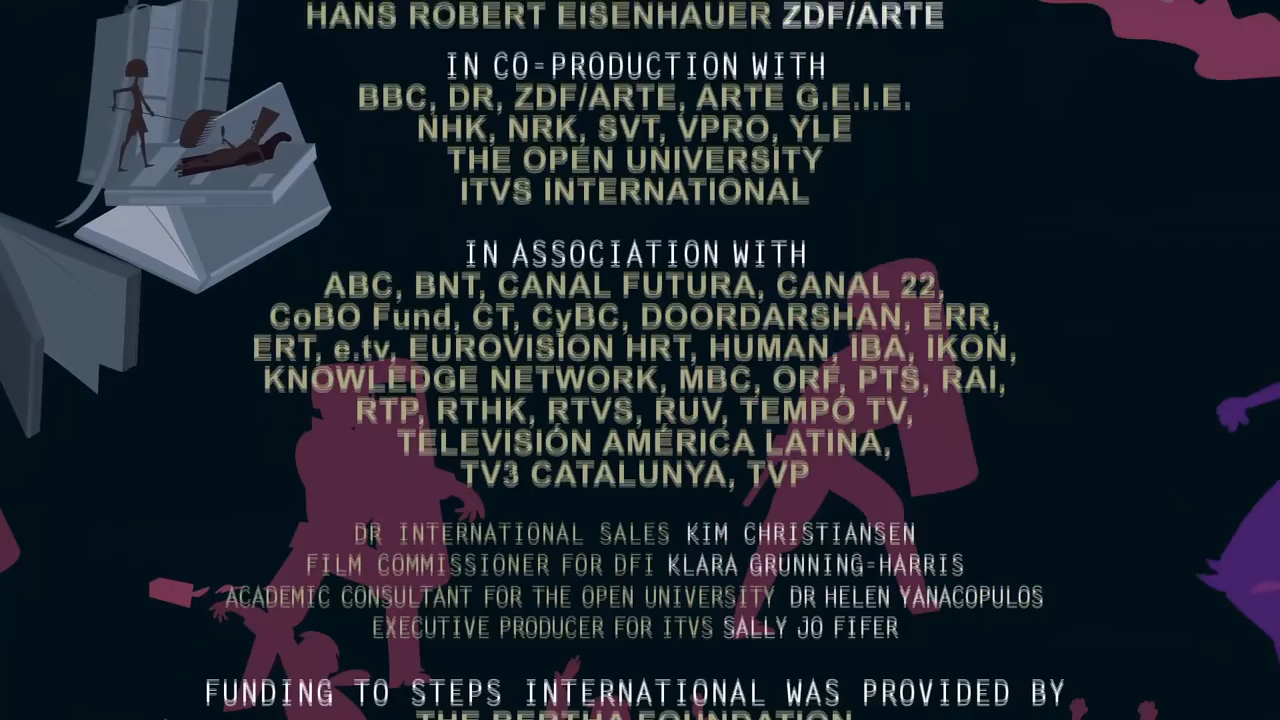 HANS ROBERT EISENHAUER ZDF/ARTE
IN CO-PRODUCTION WITH
BBC, DR, ZDF/ARTE, ARTE G.E.I.E.
NHK, NRK, SVT, VPRO, YLE
THE OPEN UNIVERSITY
ITVS INTERNATIONAL
IN ASSOCIATION WITH
ABC, BNT, CANAL FUTURA, CANAL 22,
CoBO Fund, CT, CyBC, DOORDARSHAN, ERR,
ERT, e.tv, EUROVISION HRT, HUMAN, IBA, IKON,
KNOWLEDGE NETWORK, MBC, ORF, PTS, RAI,
RTP, RTHK, RTVS, RUV, TEMPO TV,
TELEVISIÓN AMÉRICA LATINA,
TV3 CATALUNYA, TVP
DR INTERNATIONAL SALES KIM CHRISTIANSEN
FILM COMMISSIONER FOR DFI KLARA GRUNNING-HARRIS
ACADEMIC CONSULTANT FOR THE OPEN UNIVERSITY DR HELEN YANACOPULOS
EXECUTIVE PRODUCER FOR ITVS SALLY JO FIFER
FUNDING TO STEPS INTERNATIONAL WAS PROVIDED BY
THE BERTHA FOUNDATION